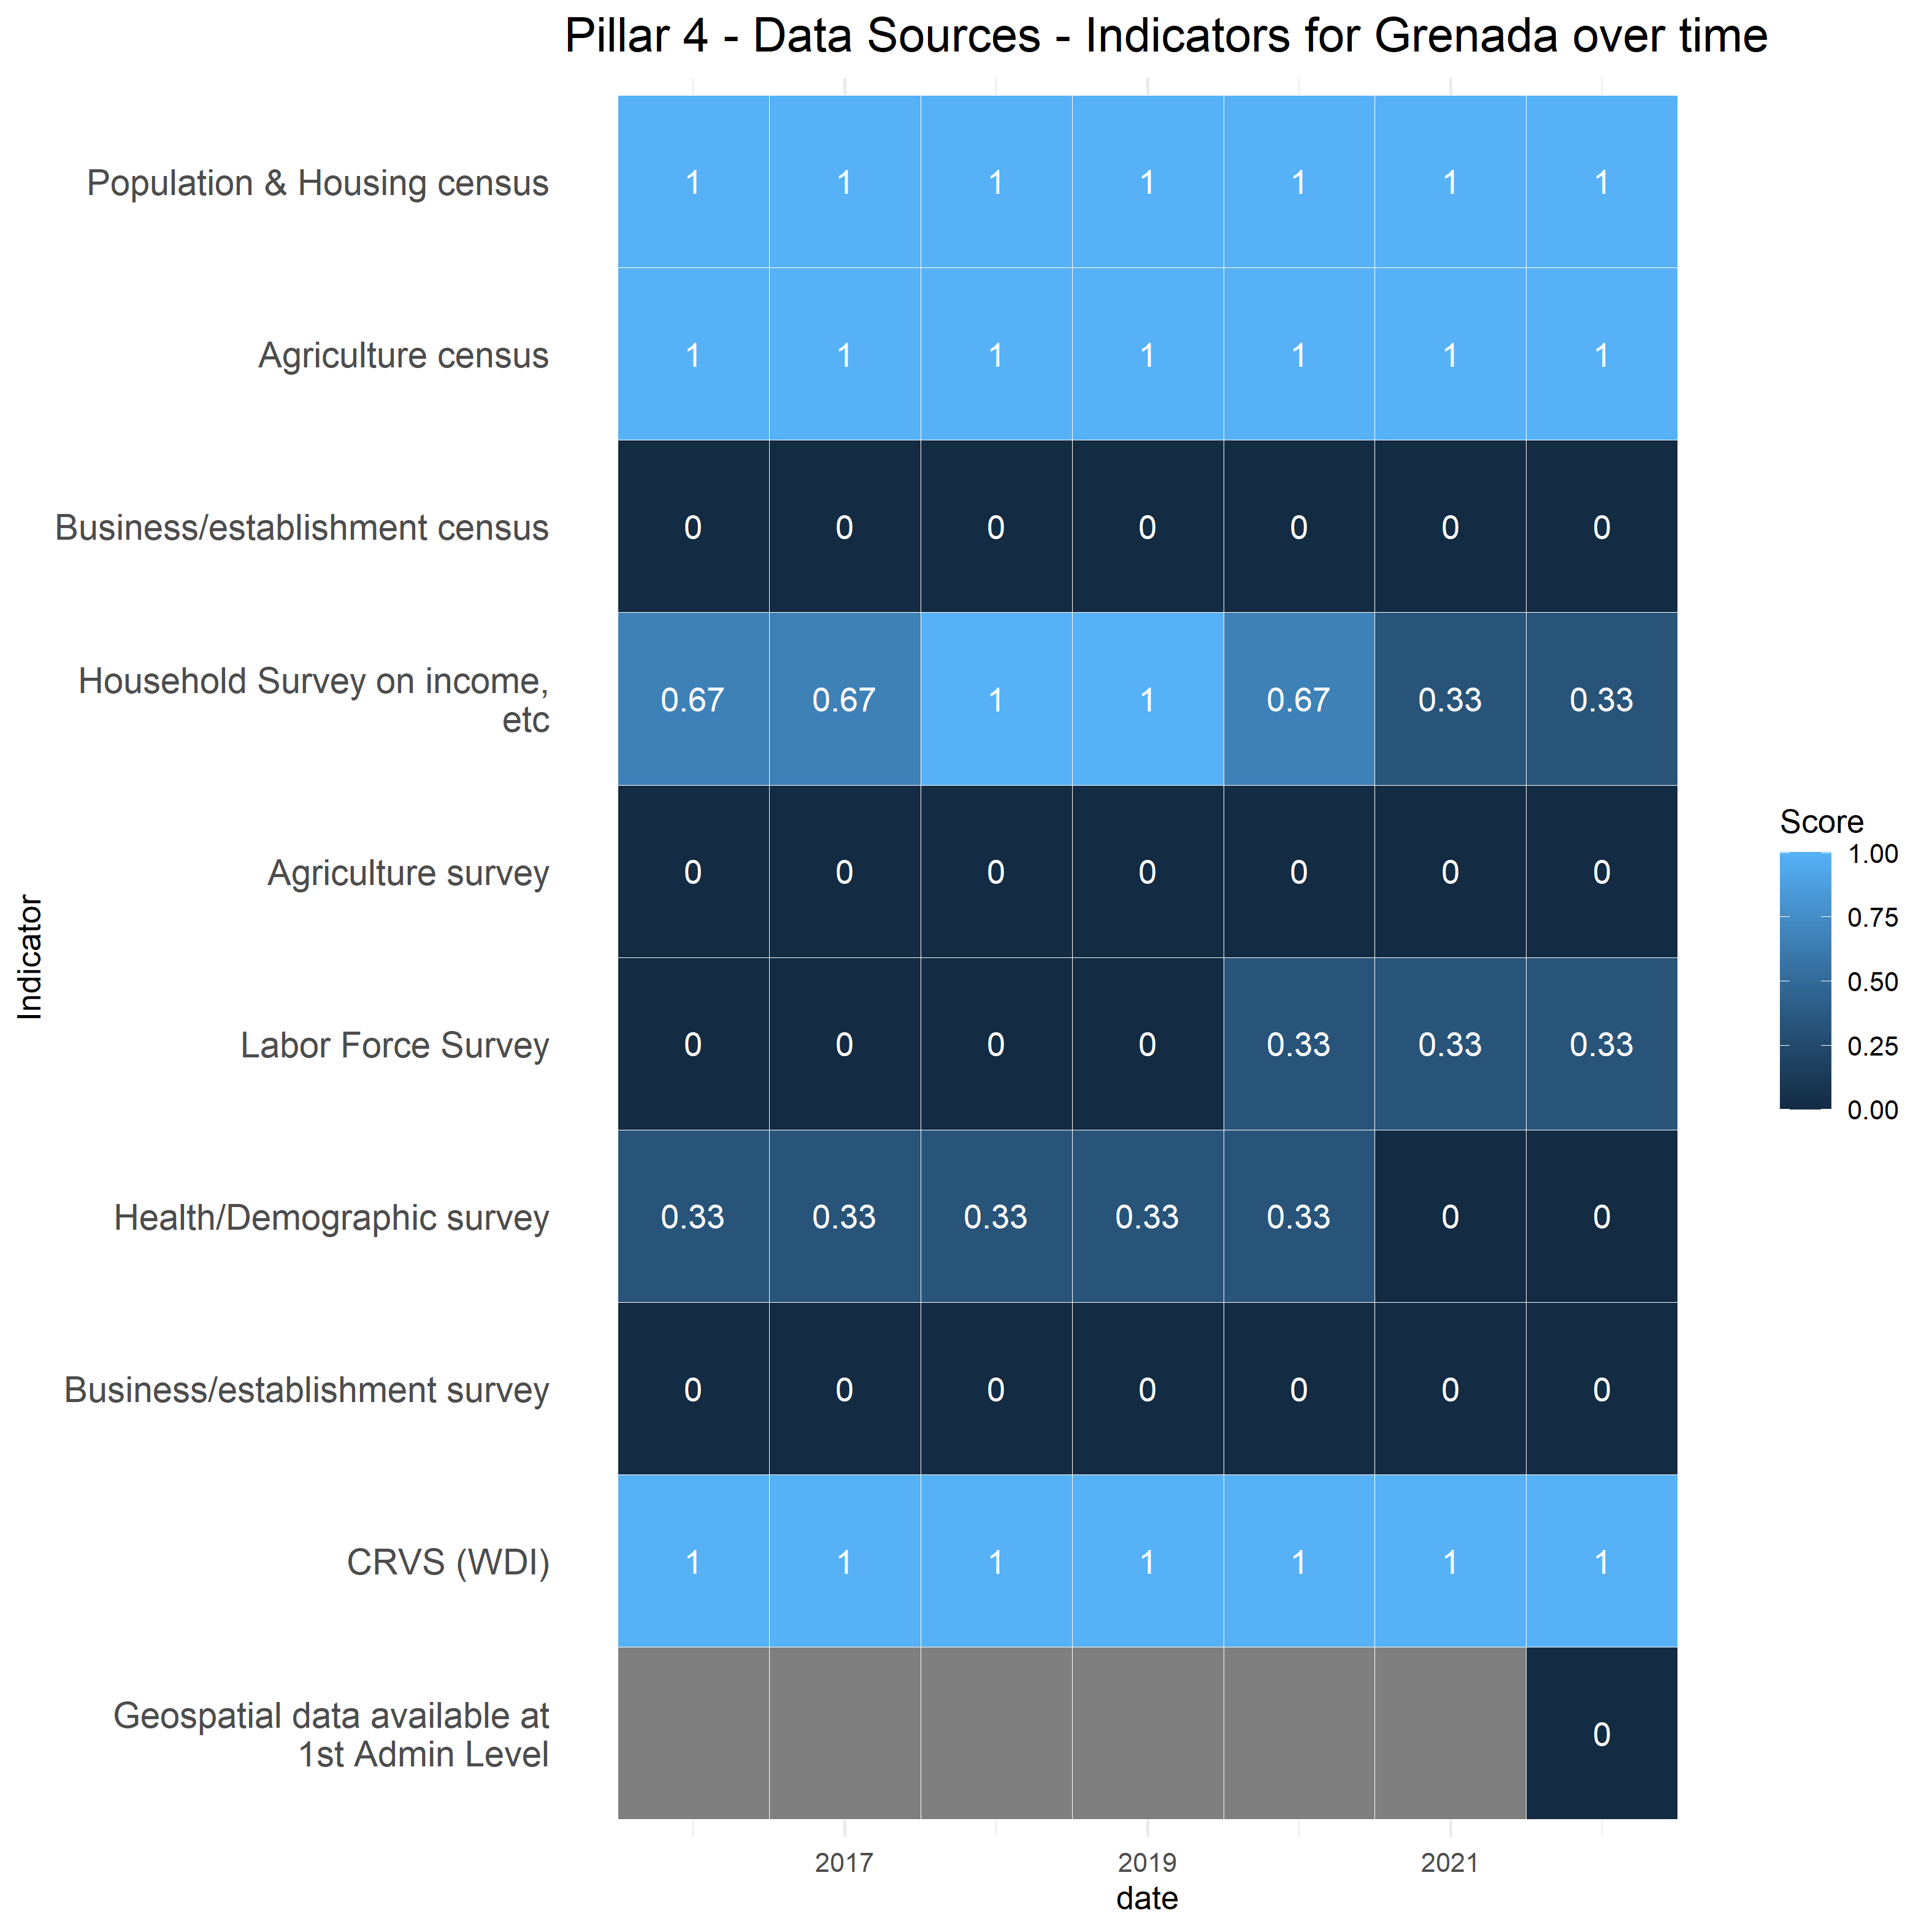 Pillar 4 - Data Sources - Indicators for Grenada over time
Population & Housing census
1 1 1 1 1 1 1
Agriculture census
1 1 1 1 1 1 1
Business/establishment census
0 0 0 0 0 0 0
Household Survey on income,
etc
0.67 0.67 1 1 0.67 0.33 0.33
Agriculture survey
0 0 0 0 0 0 0
Labor Force Survey
0 0 0 0 0.33 0.33 0.33
Health/Demographic survey
0.33 0.33 0.33 0.33 0.33 0 0
Business/establishment survey
0 0 0 0 0 0 0
CRVS (WDI)
1 1 1 1 1 1 1
Geospatial data available at
1st Admin Level
0
2017 2019 2021
date
Indicator
Score
1.00
0.75
0.50
0.25
0.00